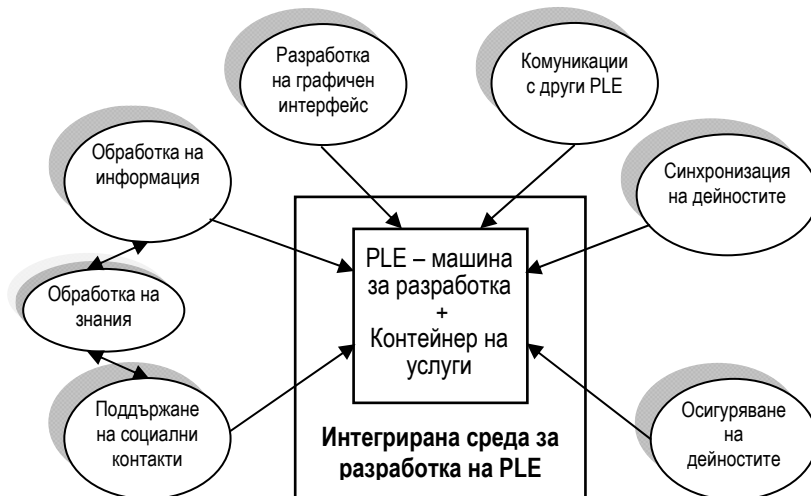 Разработка
на графичен
интерфейс
Комуникации
с други PLE
Обработка на
информация
Синхронизация
на дейностите
PLE – машина
за разработка
+
Контейнер на
услуги
Обработка на
знания
Поддържане
на социални
контакти
Осигуряване
на
дейностите
Интегрирана среда за
разработка на PLE